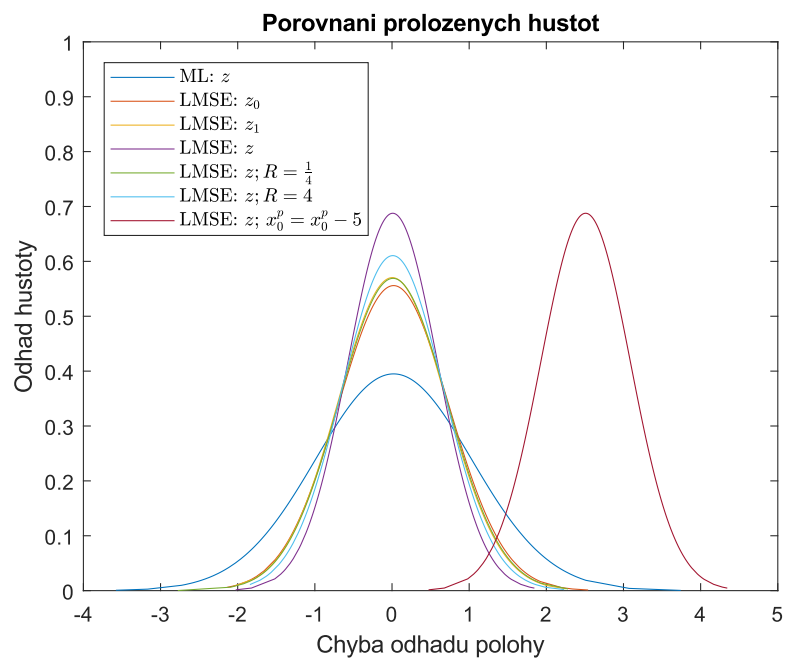 Porovnani prolozenych hustot
1
0.9
0.8
0.7
0.6
0.5
0.4
0.3
0.2
0.1
0
Odhad hustoty
ML: z
LMSE: z₀
LMSE: z₁
LMSE: z
LMSE: z; R = 1/4
LMSE: z; R = 4
LMSE: z; x₀ᵖ = x₀ᵖ − 5
-4 -3 -2 -1 0 1 2 3 4 5
Chyba odhadu polohy